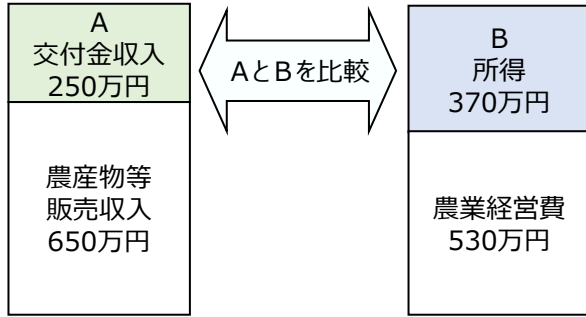 A
交付金収入
250万円
農産物等
販売収入
650万円
AとBを比較
B
所得
370万円
農業経営費
530万円